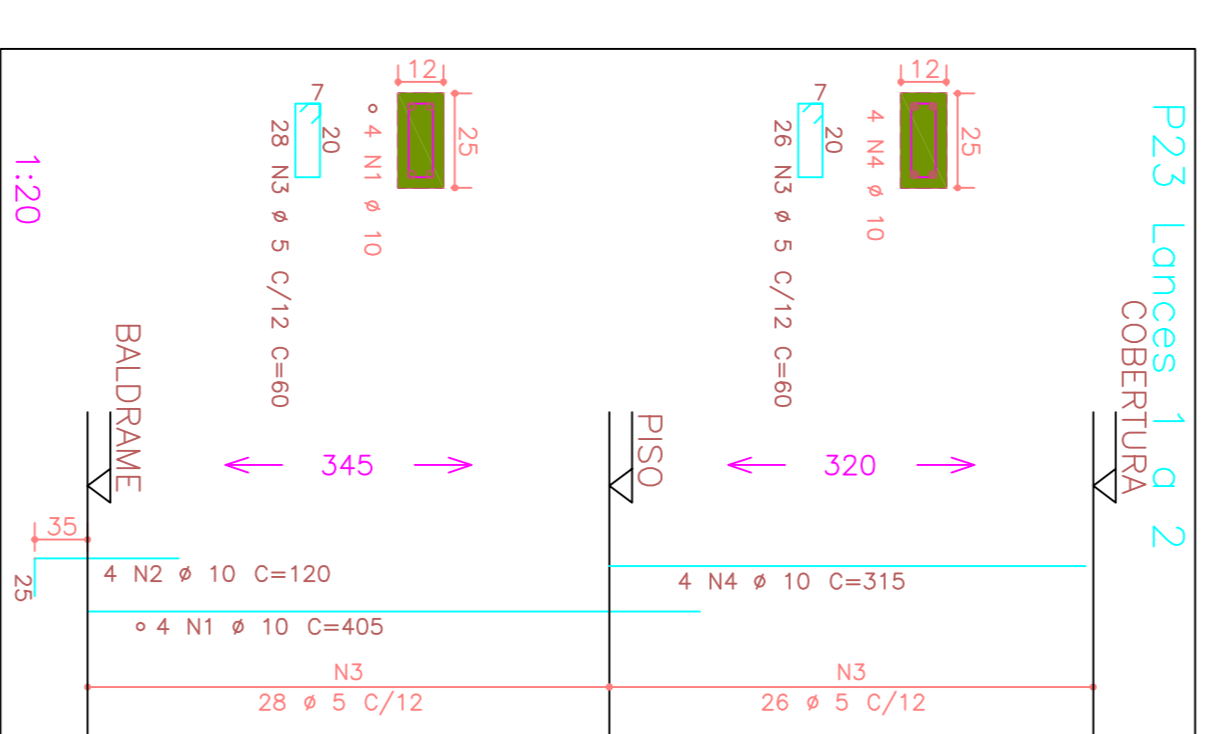 P23 Lances 1 a 2
COBERTURA
12
25
4 N4 ø 10
7
20
26 N3 ø 5 C/12 C=60
320
4 N4 ø 10 C=315
N3
26 ø 5 C/12
PISO
12
25
4 N1 ø 10
7
20
28 N3 ø 5 C/12 C=60
345
4 N1 ø 10 C=405
N3
28 ø 5 C/12
BALDRAME
4 N2 ø 10 C=120
35
25
1:20